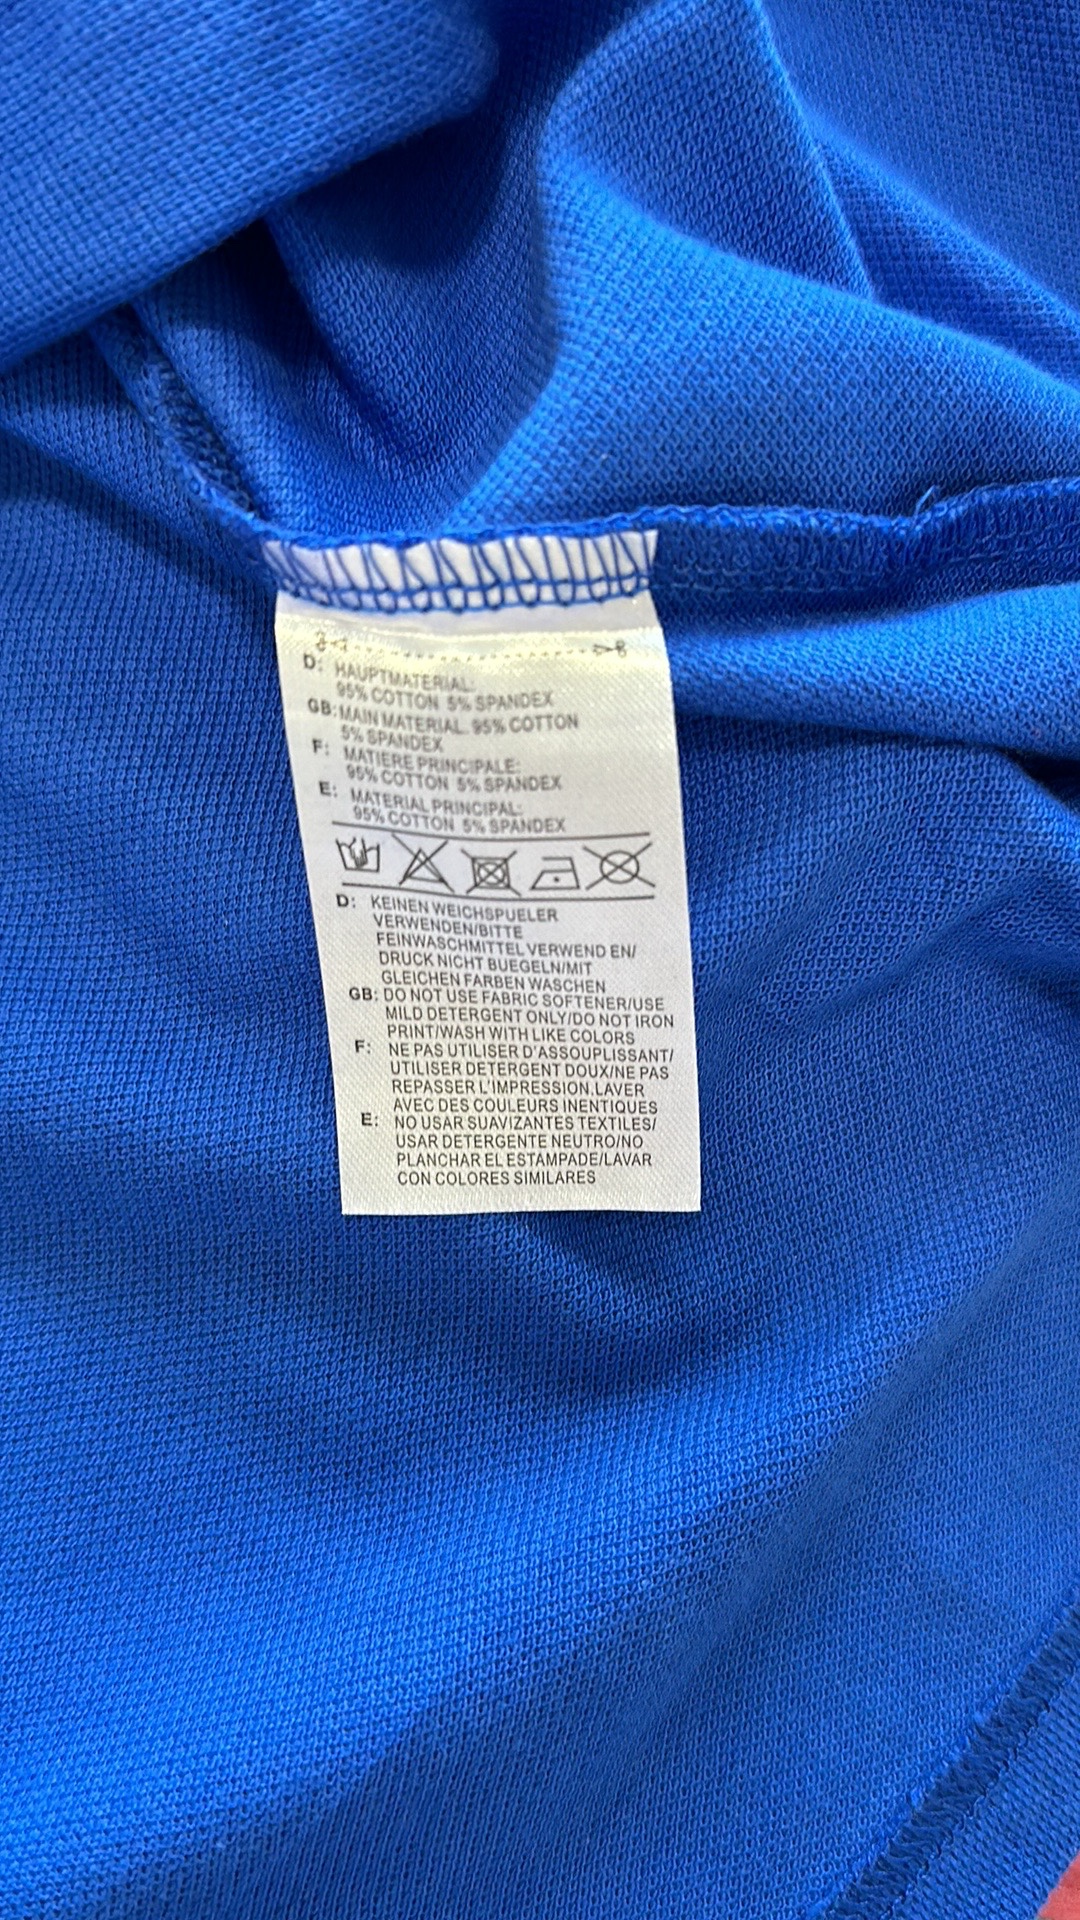 D: HAUPTMATERIAL:
95% COTTON 5% SPANDEX
GB: MAIN MATERIAL: 95% COTTON
5% SPANDEX
F: MATIERE PRINCIPALE:
95% COTTON 5% SPANDEX
E: MATERIAL PRINCIPAL:
95% COTTON 5% SPANDEX
D: KEINEN WEICHSPUELER
VERWENDEN/BITTE
FEINWASCHMITTEL VERWEND EN/
DRUCK NICHT BUEGELN/MIT
GLEICHEN FARBEN WASCHEN
GB: DO NOT USE FABRIC SOFTENER/USE
MILD DETERGENT ONLY/DO NOT IRON
PRINT/WASH WITH LIKE COLORS
F: NE PAS UTILISER D'ASSOUPLISSANT/
UTILISER DETERGENT DOUX/NE PAS
REPASSER L'IMPRESSION.LAVER
AVEC DES COULEURS INENTIQUES
E: NO USAR SUAVIZANTES TEXTILES/
USAR DETERGENTE NEUTRO/NO
PLANCHAR EL ESTAMPADE/LAVAR
CON COLORES SIMILARES